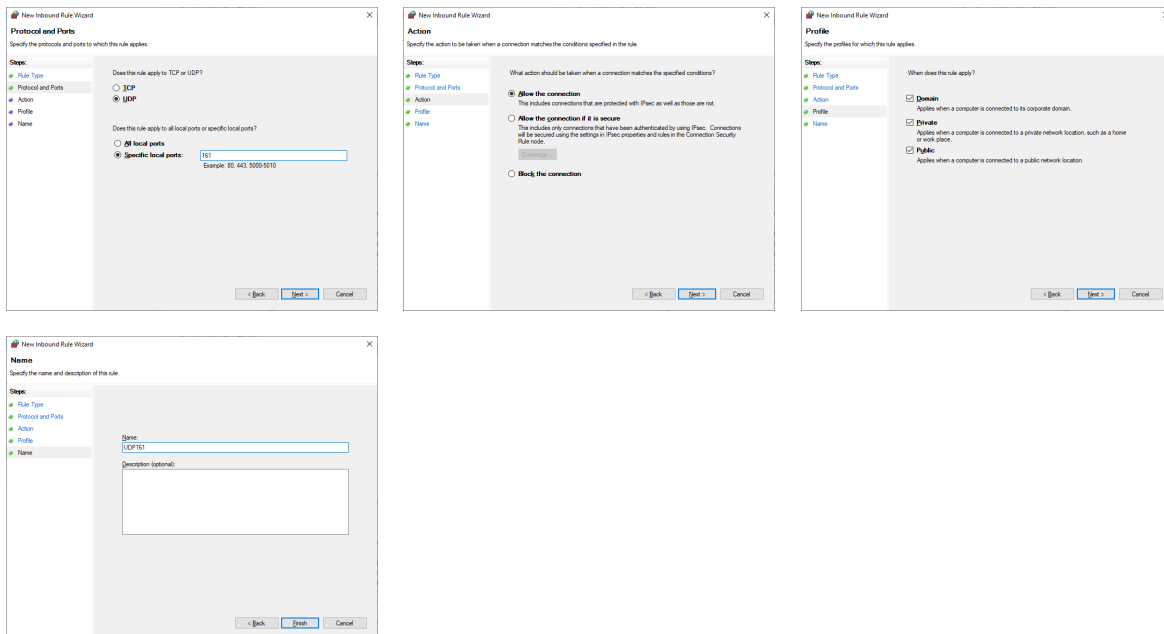 New Inbound Rule Wizard
Protocol and Ports
Specify the protocols and ports to which this rule applies.
Steps:
Rule Type
Protocol and Ports
Action
Profile
Name
Does this rule apply to TCP or UDP?
TCP
UDP
Does this rule apply to all local ports or specific local ports?
All local ports
Specific local ports:
161
Example: 80, 443, 5000-5010
< Back
Next >
Cancel
New Inbound Rule Wizard
Action
Specify the action to be taken when a connection matches the conditions specified in the rule.
Steps:
Rule Type
Protocol and Ports
Action
Profile
Name
What action should be taken when a connection matches the specified conditions?
Allow the connection
This includes connections that are protected with IPsec as well as those are not.
Allow the connection if it is secure
This includes only connections that have been authenticated by using IPsec. Connections
will be secured using the settings in IPsec properties and rules in the Connection Security
Rule node.
Customize...
Block the connection
< Back
Next >
Cancel
New Inbound Rule Wizard
Profile
Specify the profiles for which this rule applies.
Steps:
Rule Type
Protocol and Ports
Action
Profile
Name
When does this rule apply?
Domain
Applies when a computer is connected to its corporate domain.
Private
Applies when a computer is connected to a private network location, such as a home
or work place.
Public
Applies when a computer is connected to a public network location.
< Back
Next >
Cancel
New Inbound Rule Wizard
Name
Specify the name and description of this rule.
Steps:
Rule Type
Protocol and Ports
Action
Profile
Name
Name:
UDP161
Description (optional):
< Back
Finish
Cancel